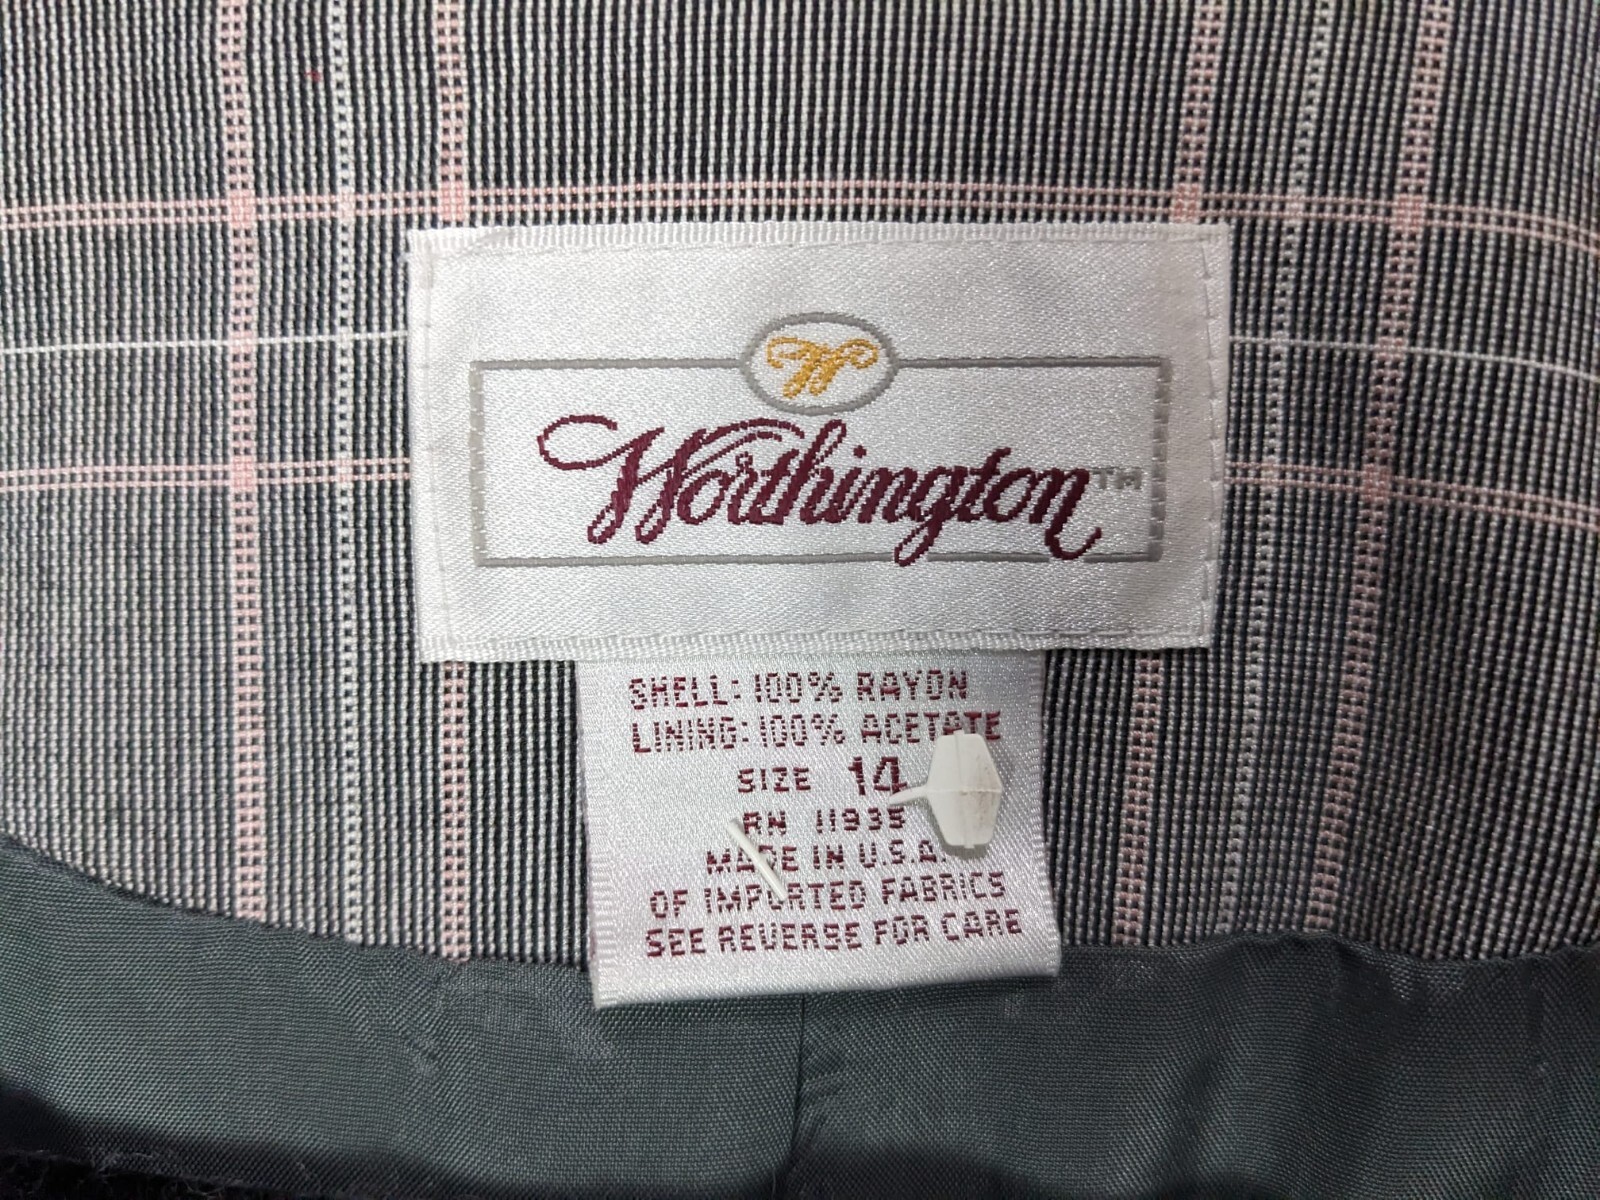 W
Worthington™
SHELL: 100% RAYON
LINING: 100% ACETATE
SIZE 14
RN 11935
MADE IN U.S.A.
OF IMPORTED FABRICS
SEE REVERSE FOR CARE